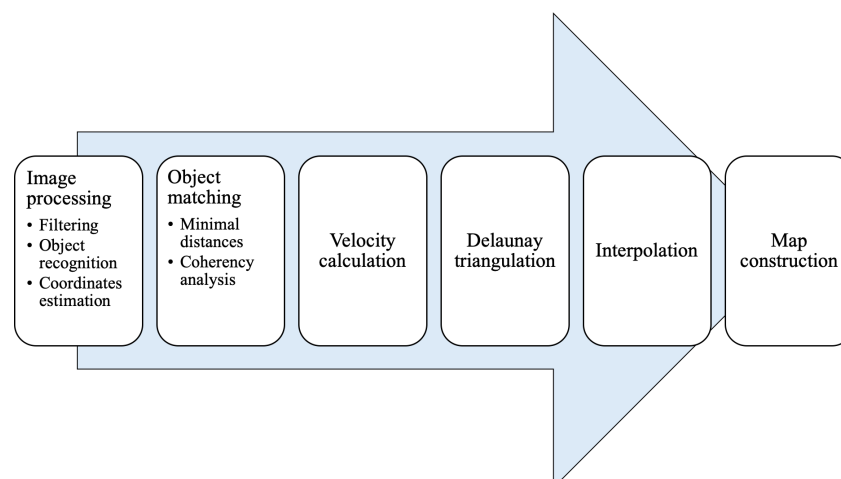 Image
processing
• Filtering
• Object
recognition
• Coordinates
estimation
Object
matching
• Minimal
distances
• Coherency
analysis
Velocity
calculation
Delaunay
triangulation
Interpolation
Map
construction